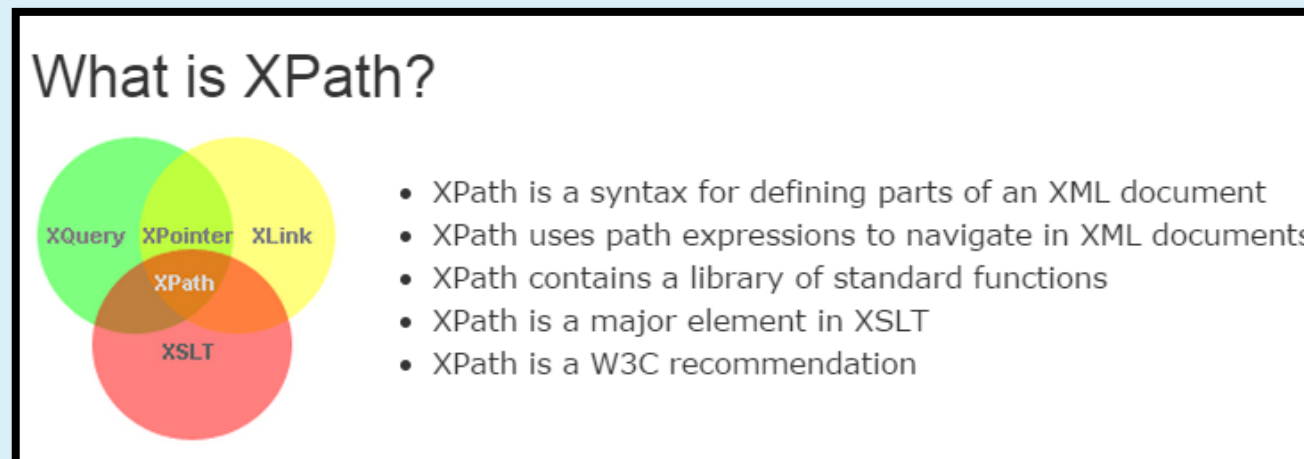 What is XPath?
XQuery XPointer XLink
XPath
XSLT
• XPath is a syntax for defining parts of an XML document
• XPath uses path expressions to navigate in XML documents
• XPath contains a library of standard functions
• XPath is a major element in XSLT
• XPath is a W3C recommendation